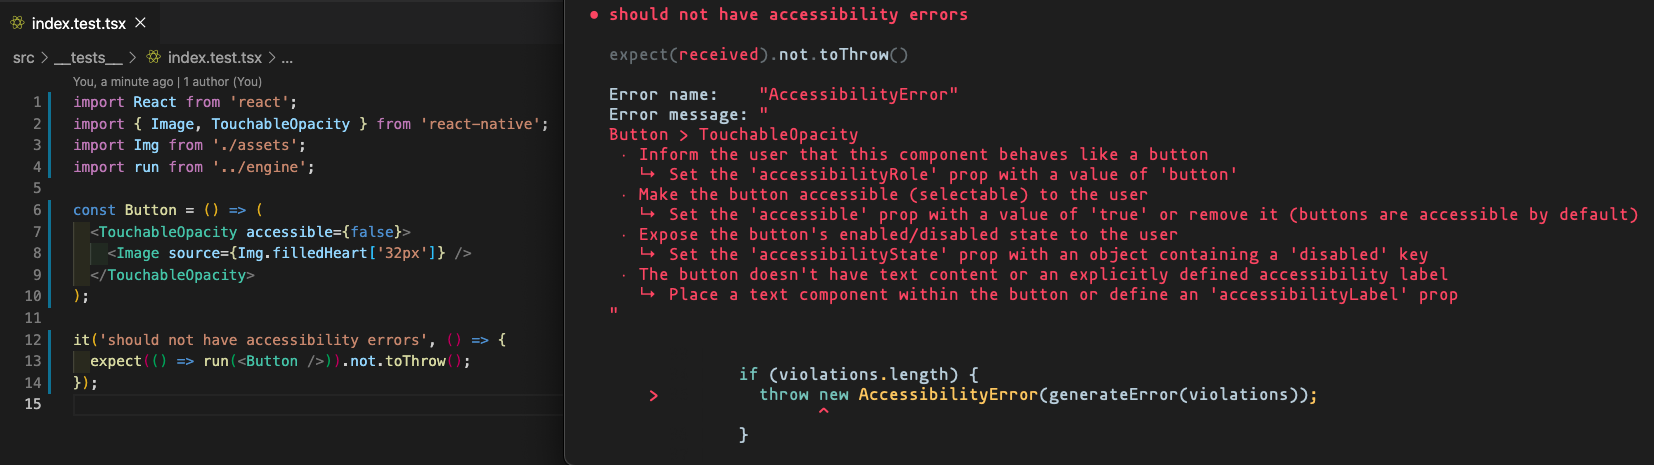 index.test.tsx ×
src > __tests__ > index.test.tsx > ...
You, a minute ago | 1 author (You)
1 import React from 'react';
2 import { Image, TouchableOpacity } from 'react-native';
3 import Img from './assets';
4 import run from '../engine';
5
6 const Button = () => (
7 <TouchableOpacity accessible={false}>
8 <Image source={Img.filledHeart['32px']} />
9 </TouchableOpacity>
10 );
11
12 it('should not have accessibility errors', () => {
13 expect(() => run(<Button />)).not.toThrow();
14 });
15
● should not have accessibility errors
expect(received).not.toThrow()
Error name: "AccessibilityError"
Error message: "
Button > TouchableOpacity
· Inform the user that this component behaves like a button
↳ Set the 'accessibilityRole' prop with a value of 'button'
· Make the button accessible (selectable) to the user
↳ Set the 'accessible' prop with a value of 'true' or remove it (buttons are accessible by default)
· Expose the button's enabled/disabled state to the user
↳ Set the 'accessibilityState' prop with an object containing a 'disabled' key
· The button doesn't have text content or an explicitly defined accessibility label
↳ Place a text component within the button or define an 'accessibilityLabel' prop
"
if (violations.length) {
> throw new AccessibilityError(generateError(violations));
^
}